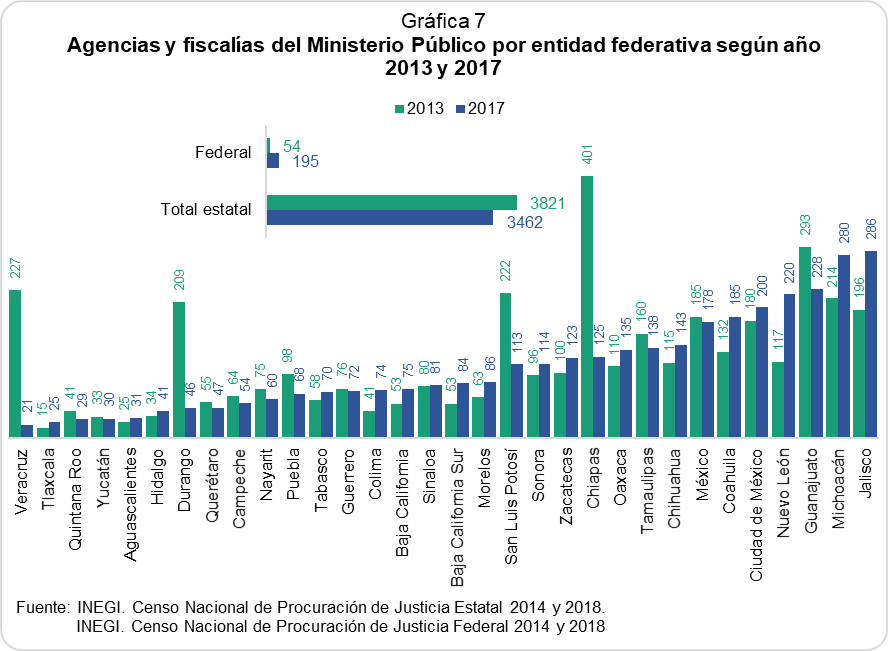 Gráfica 7
Agencias y fiscalías del Ministerio Público por entidad federativa según año
2013 y 2017
2013 2017
Federal 54 195
Total estatal 3821 3462
Veracruz 227 21
Tlaxcala 15 25
Quintana Roo 41 29
Yucatán 33 30
Aguascalientes 25 31
Hidalgo 34 41
Durango 209 46
Querétaro 55 47
Campeche 64 54
Nayarit 75 60
Puebla 98 68
Tabasco 58 70
Guerrero 76 72
Colima 41 74
Baja California 53 75
Sinaloa 80 81
Baja California Sur 53 84
Morelos 63 86
San Luis Potosí 222 113
Sonora 96 114
Zacatecas 100 123
Chiapas 401 125
Oaxaca 110 135
Tamaulipas 160 138
Chihuahua 115 143
México 185 178
Coahuila 132 185
Ciudad de México 180 200
Nuevo León 117 220
Guanajuato 293 228
Michoacán 214 280
Jalisco 196 286
Fuente: INEGI. Censo Nacional de Procuración de Justicia Estatal 2014 y 2018.
INEGI. Censo Nacional de Procuración de Justicia Federal 2014 y 2018